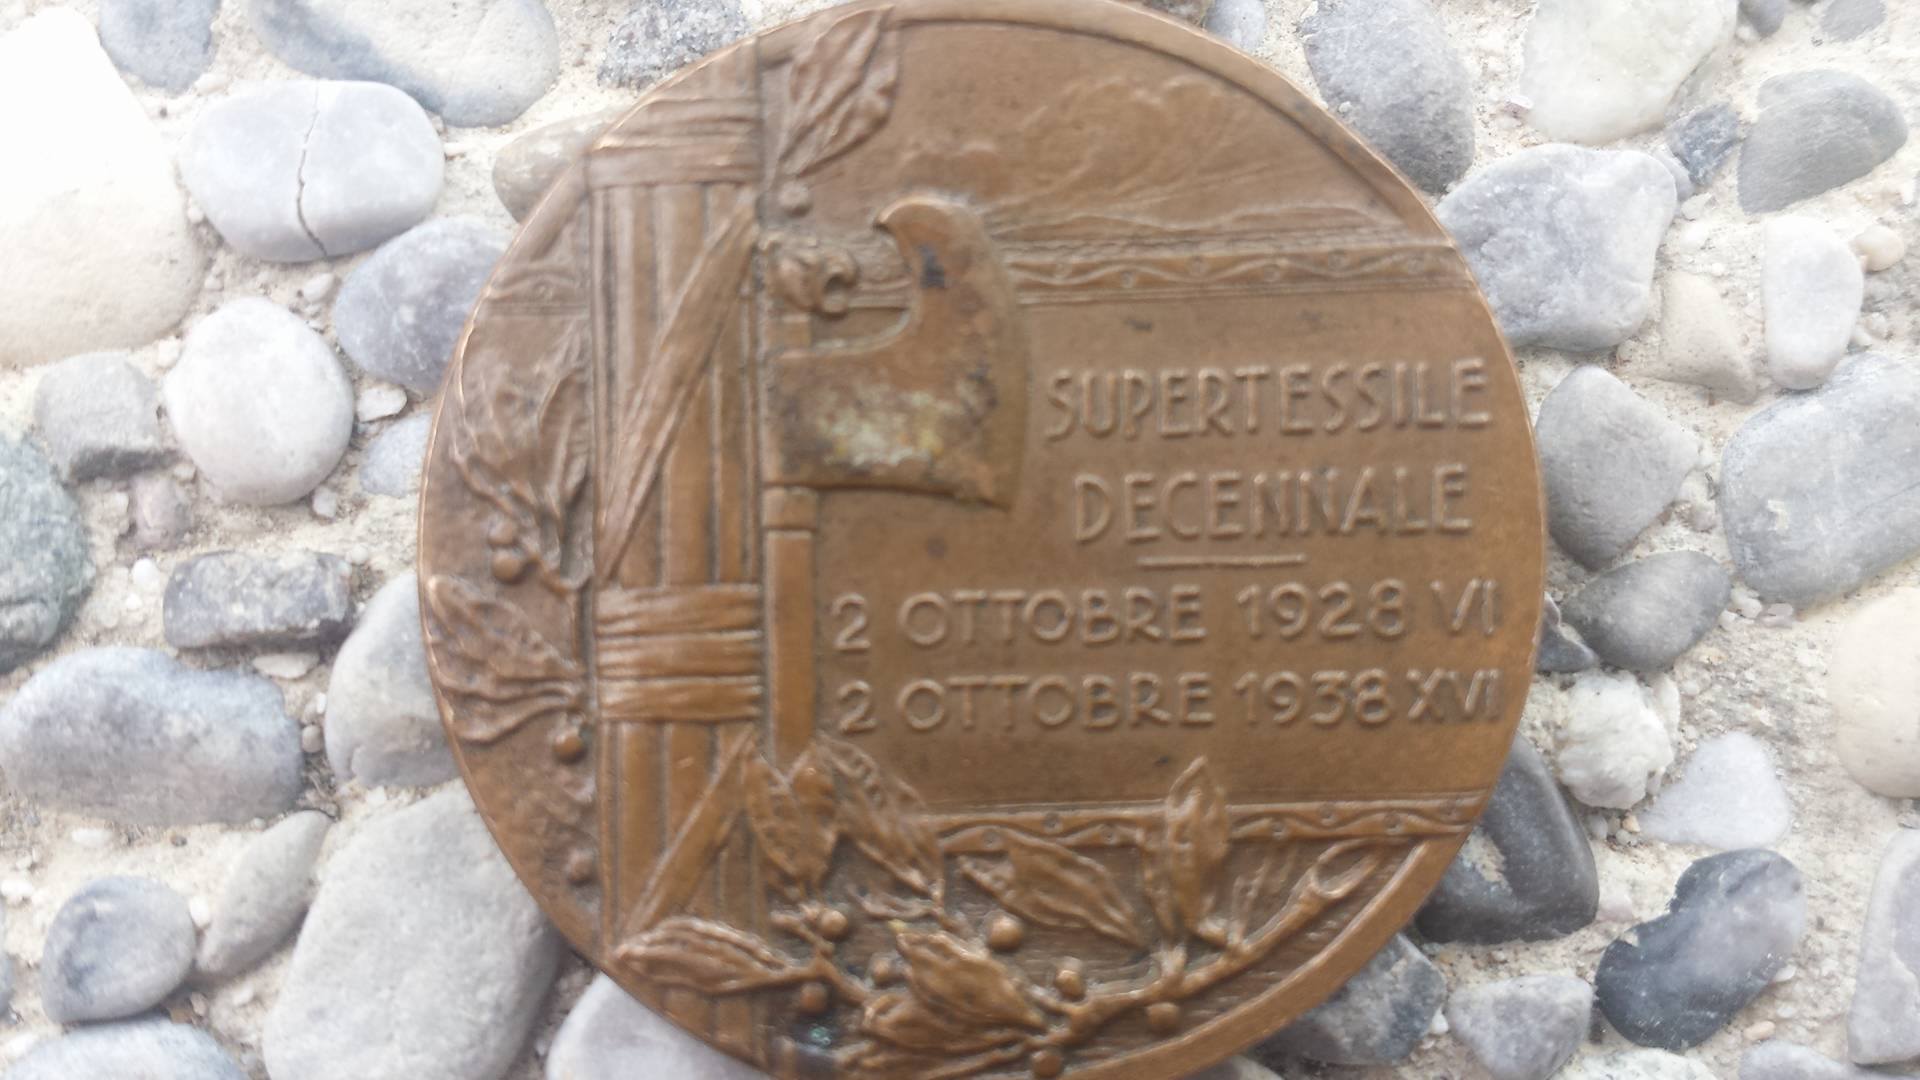 SUPERTESSILE
DECENNALE
2 OTTOBRE 1928 VI
2 OTTOBRE 1938 XVI